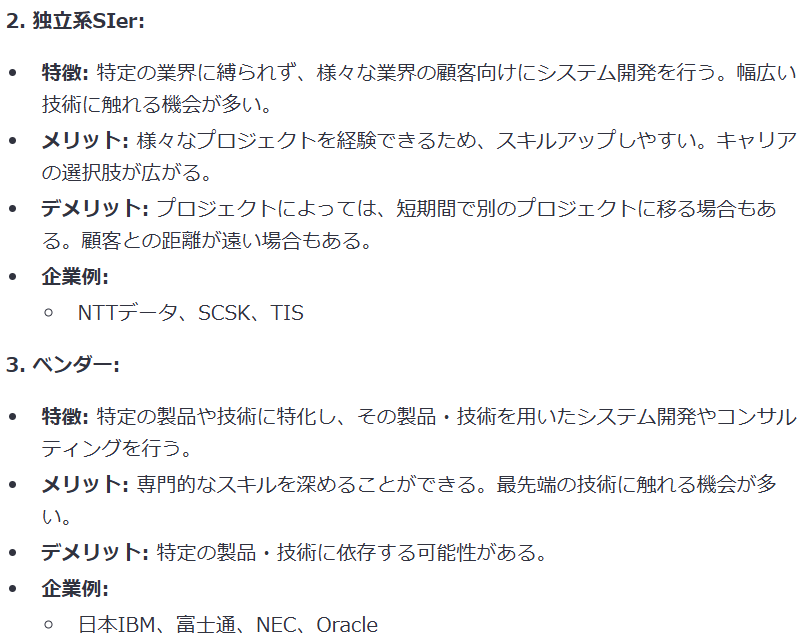 2. 独立系SIer:
• 特徴: 特定の業界に縛られず、様々な業界の顧客向けにシステム開発を行う。幅広い
技術に触れる機会が多い。
• メリット: 様々なプロジェクトを経験できるため、スキルアップしやすい。キャリア
の選択肢が広がる。
• デメリット: プロジェクトによっては、短期間で別のプロジェクトに移る場合もあ
る。顧客との距離が遠い場合もある。
• 企業例:
○ NTTデータ、SCSK、TIS
3. ベンダー:
• 特徴: 特定の製品や技術に特化し、その製品・技術を用いたシステム開発やコンサル
ティングを行う。
• メリット: 専門的なスキルを深めることができる。最先端の技術に触れる機会が多
い。
• デメリット: 特定の製品・技術に依存する可能性がある。
• 企業例:
○ 日本IBM、富士通、NEC、Oracle